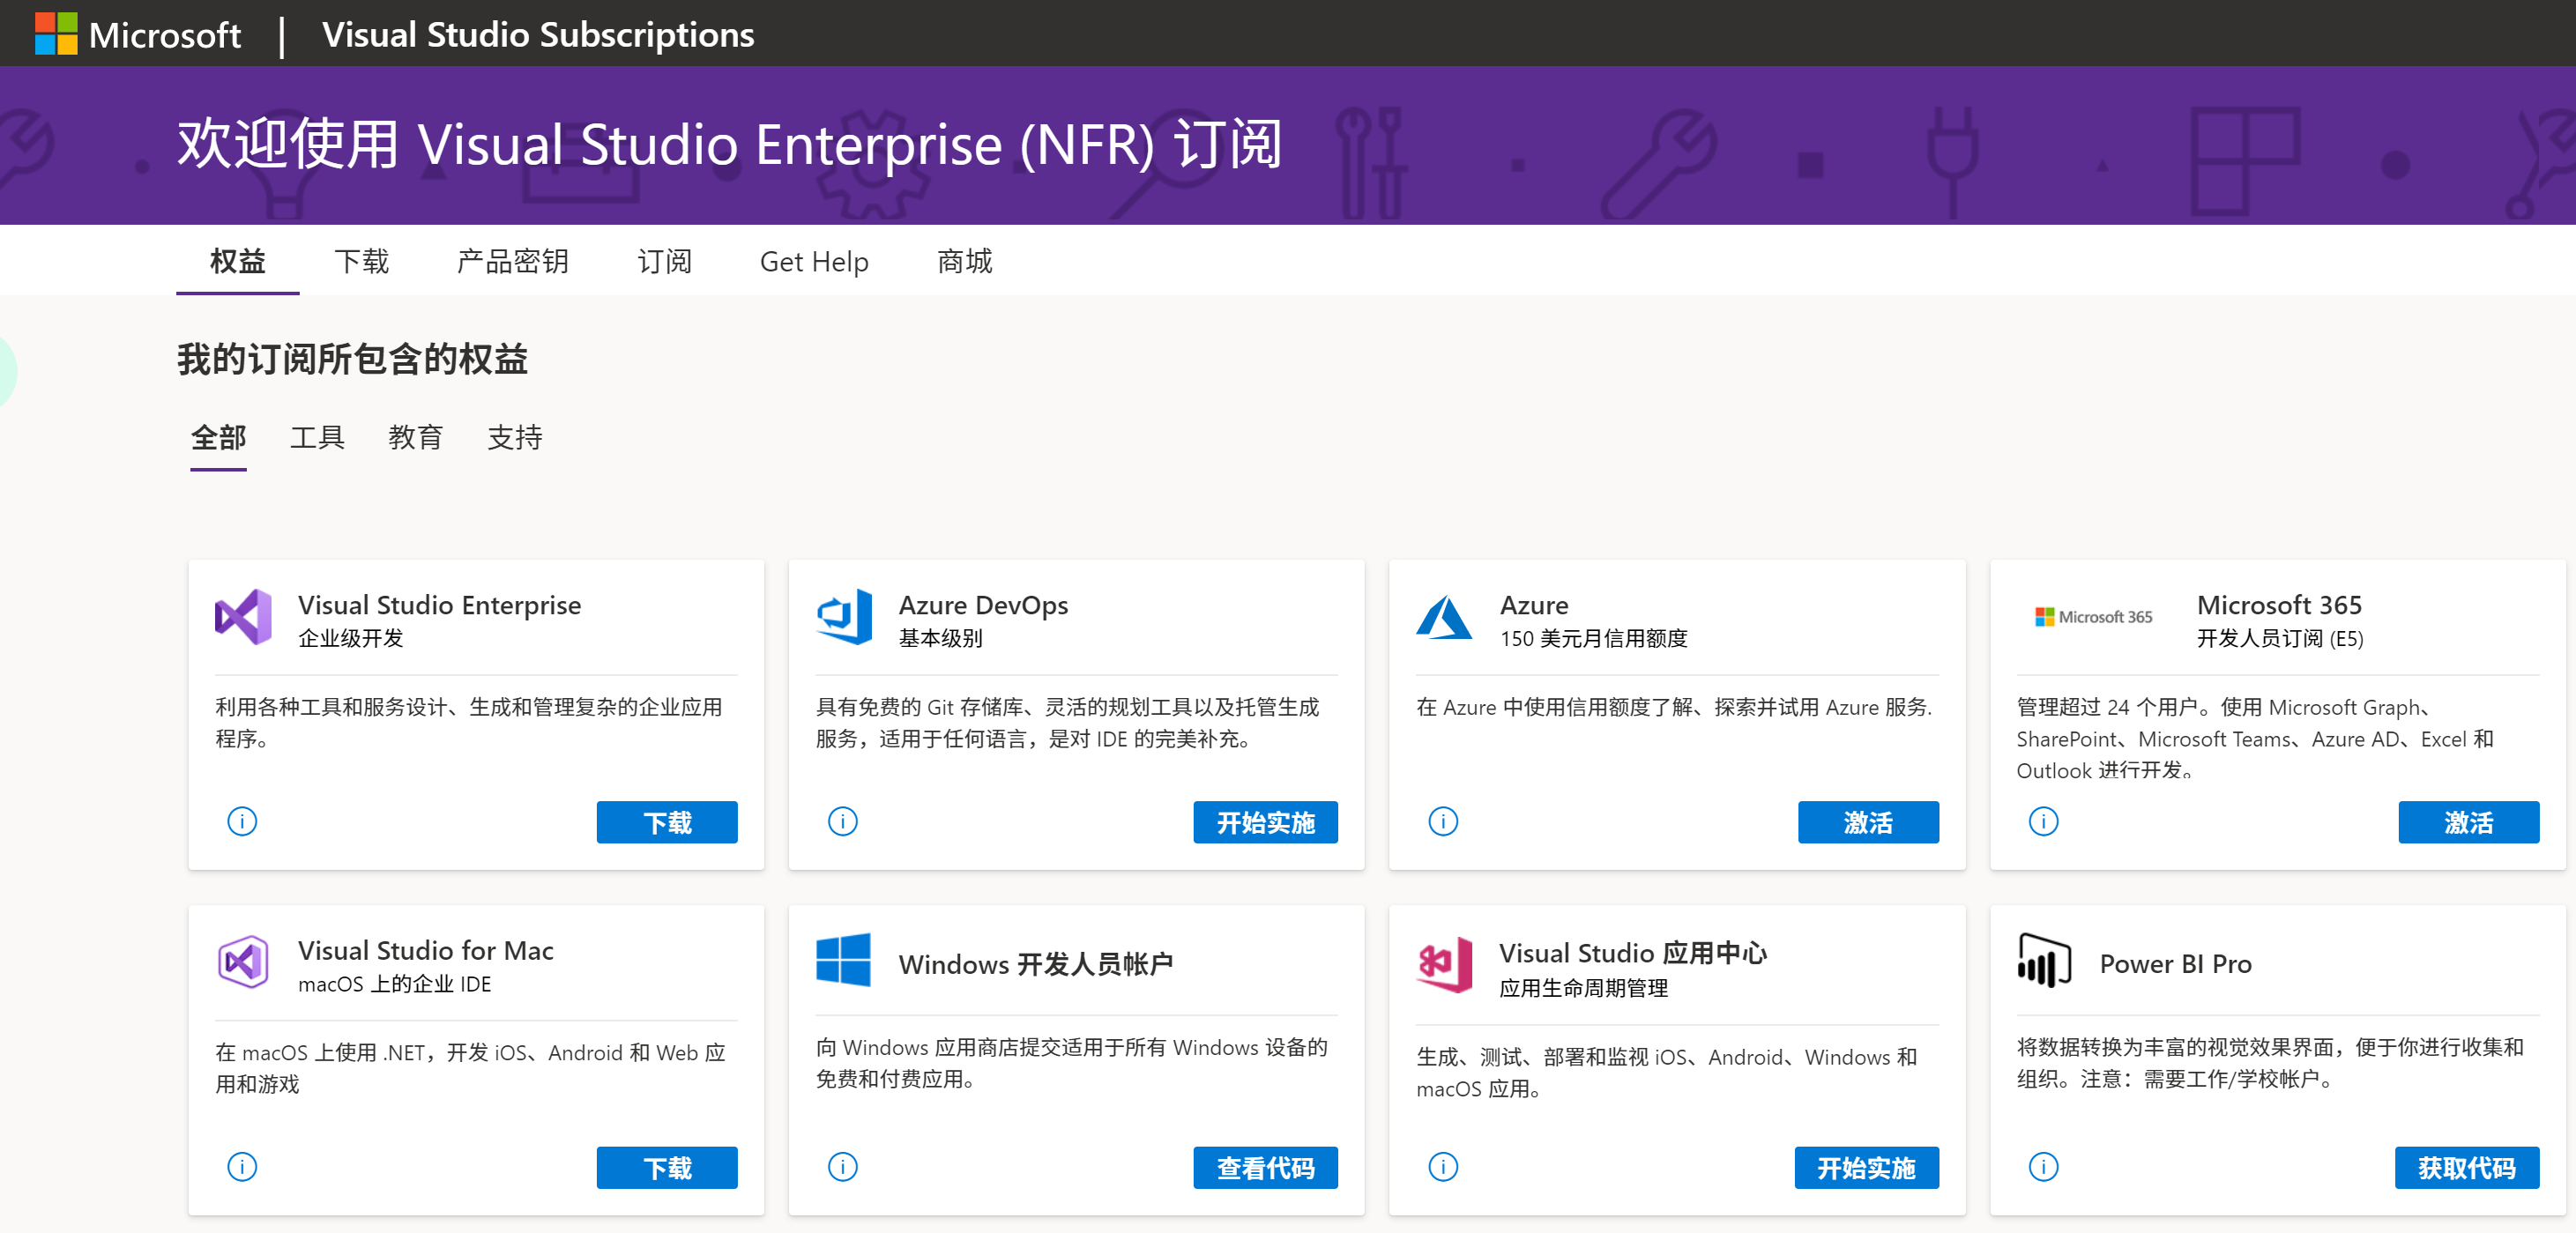 Microsoft | Visual Studio Subscriptions
欢迎使用 Visual Studio Enterprise (NFR) 订阅
权益 下载 产品密钥 订阅 Get Help 商城
我的订阅所包含的权益
全部 工具 教育 支持
Visual Studio Enterprise
企业级开发
利用各种工具和服务设计、生成和管理复杂的企业应用
程序。
下载
Azure DevOps
基本级别
具有免费的 Git 存储库、灵活的规划工具以及托管生成
服务，适用于任何语言，是对 IDE 的完美补充。
开始实施
Azure
150 美元月信用额度
在 Azure 中使用信用额度了解、探索并试用 Azure 服务.
激活
Microsoft 365
Microsoft 365
开发人员订阅 (E5)
管理超过 24 个用户。使用 Microsoft Graph、
SharePoint、Microsoft Teams、Azure AD、Excel 和
Outlook 进行开发。
激活
Visual Studio for Mac
macOS 上的企业 IDE
在 macOS 上使用 .NET，开发 iOS、Android 和 Web 应
用和游戏
下载
Windows 开发人员帐户
向 Windows 应用商店提交适用于所有 Windows 设备的
免费和付费应用。
查看代码
Visual Studio 应用中心
应用生命周期管理
生成、测试、部署和监视 iOS、Android、Windows 和
macOS 应用。
开始实施
Power BI Pro
将数据转换为丰富的视觉效果界面，便于你进行收集和
组织。注意：需要工作/学校帐户。
获取代码